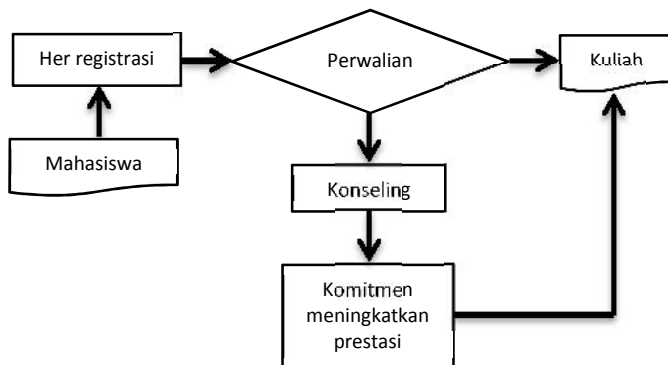 Her registrasi
Perwalian
Kuliah
Mahasiswa
Konseling
Komitmen
meningkatkan
prestasi